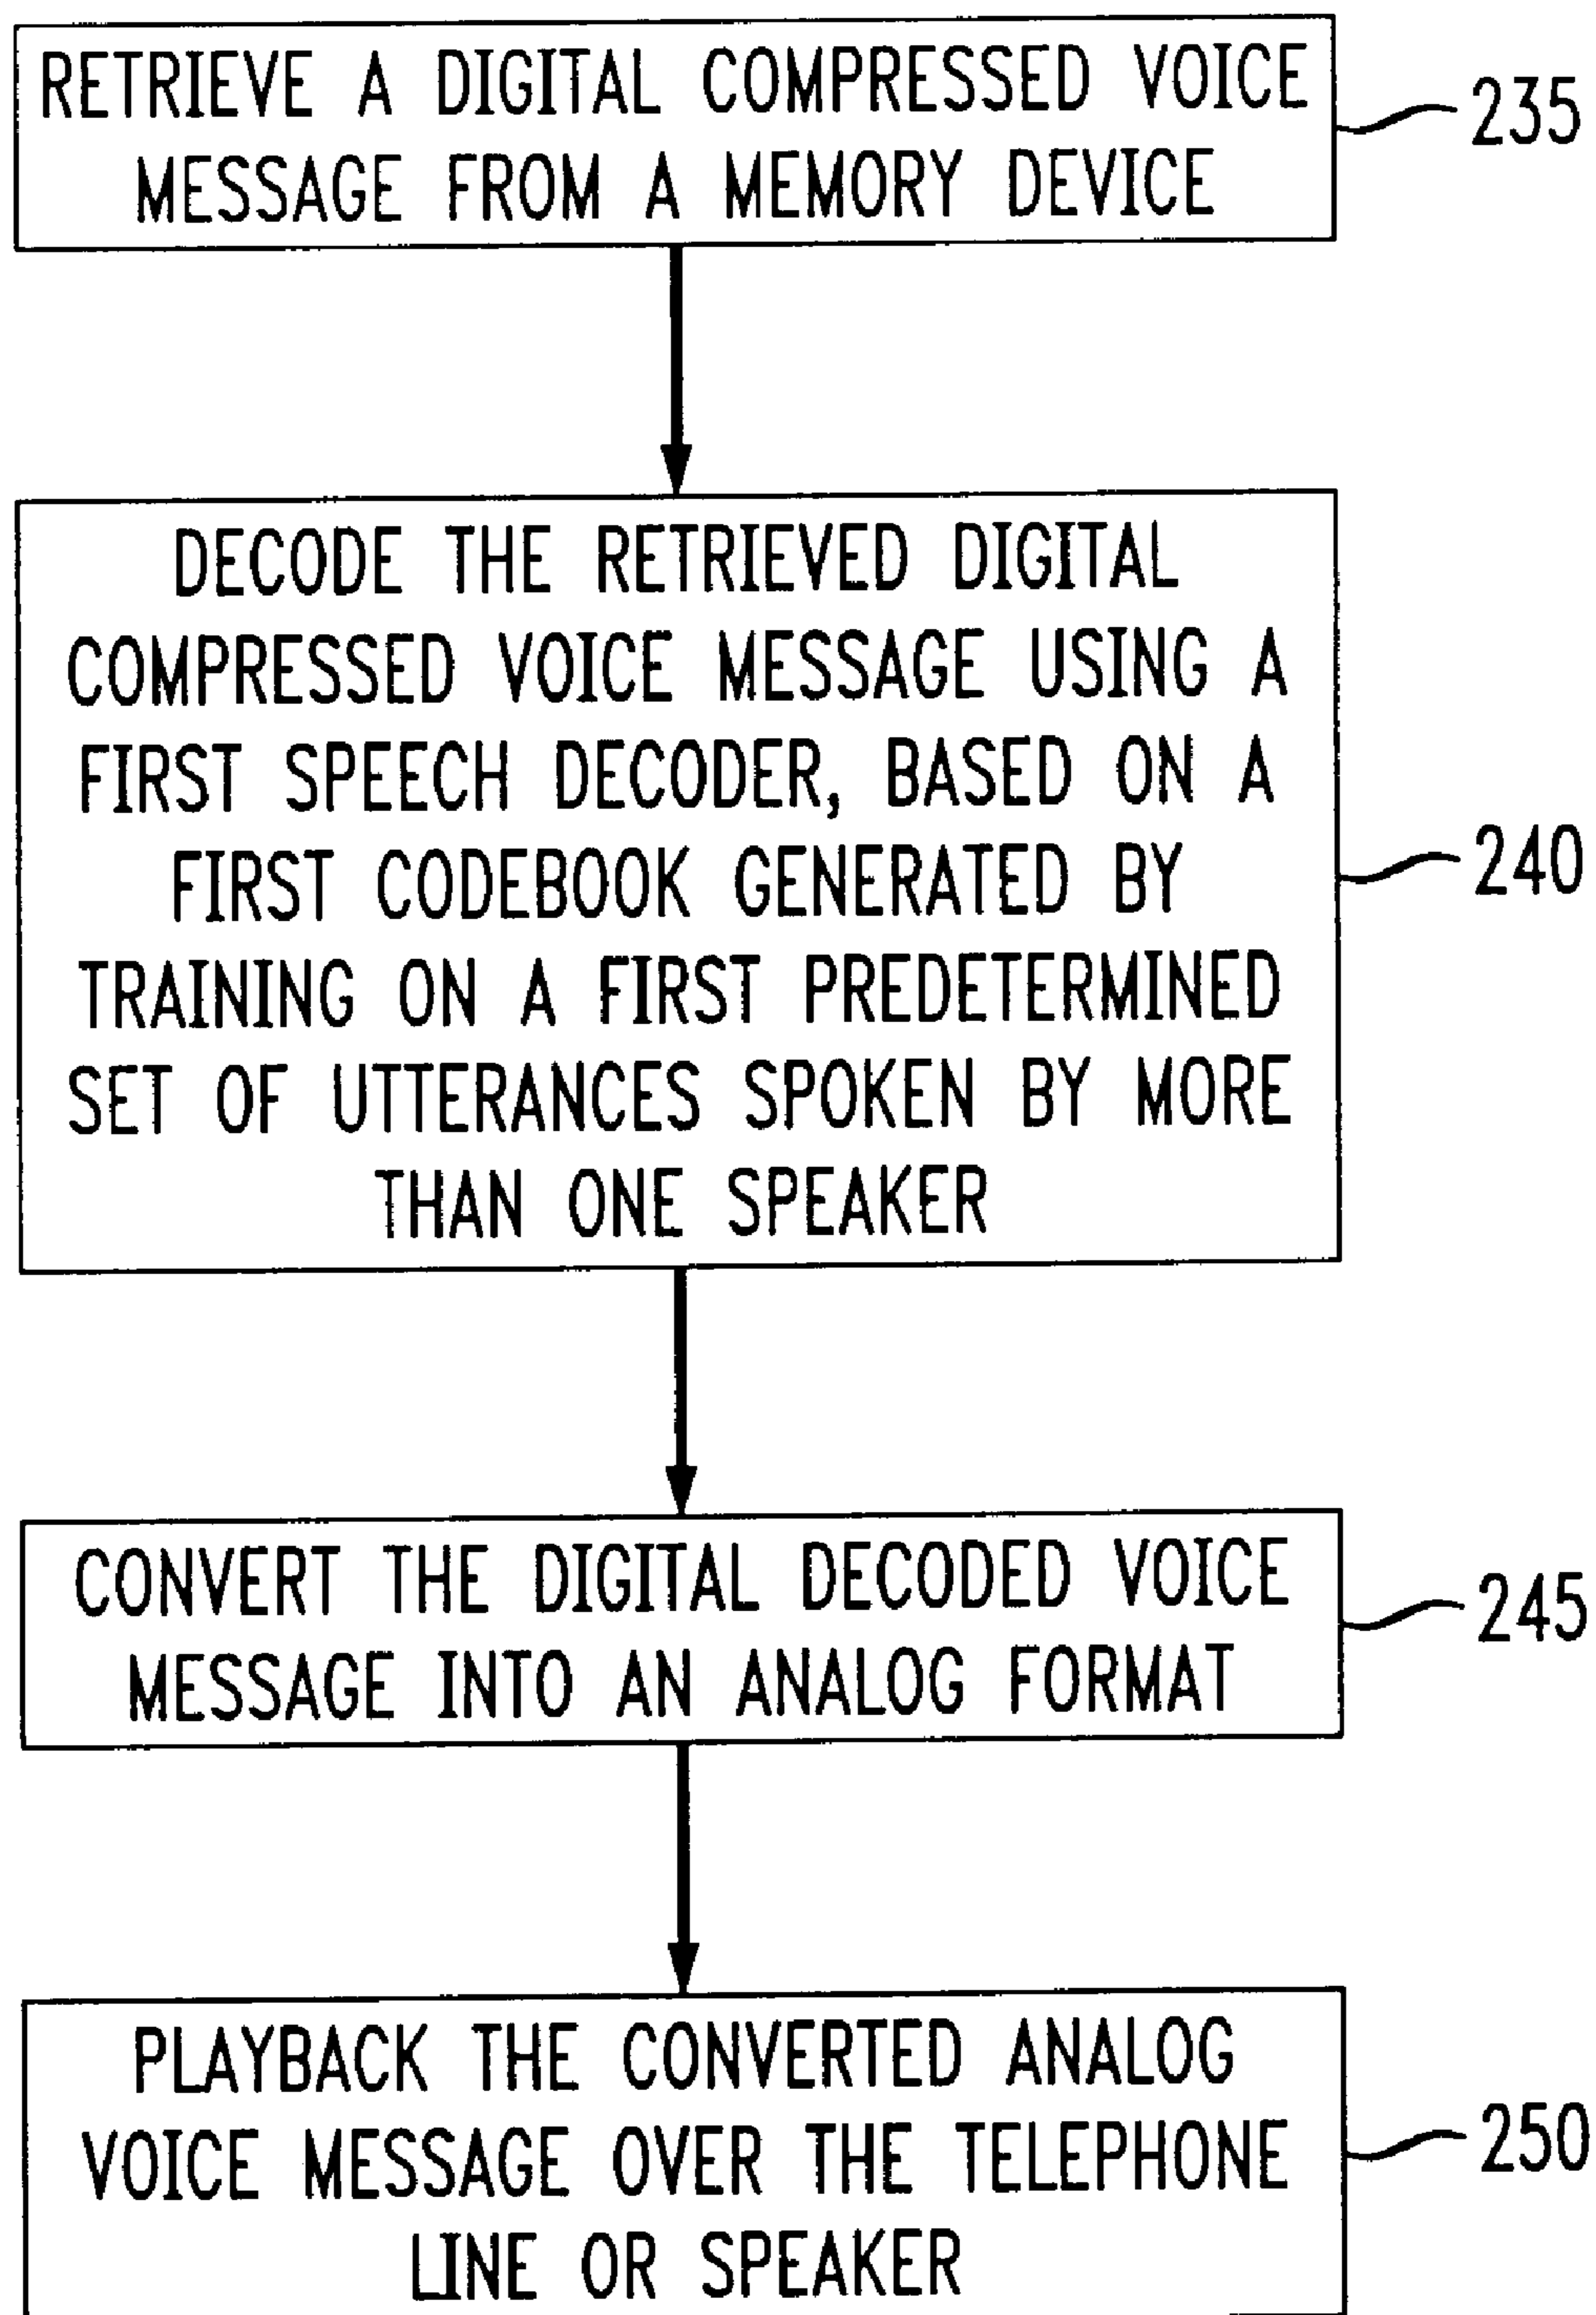 RETRIEVE A DIGITAL COMPRESSED VOICE
MESSAGE FROM A MEMORY DEVICE
235
DECODE THE RETRIEVED DIGITAL
COMPRESSED VOICE MESSAGE USING A
FIRST SPEECH DECODER, BASED ON A
FIRST CODEBOOK GENERATED BY
TRAINING ON A FIRST PREDETERMINED
SET OF UTTERANCES SPOKEN BY MORE
THAN ONE SPEAKER
240
CONVERT THE DIGITAL DECODED VOICE
MESSAGE INTO AN ANALOG FORMAT
245
PLAYBACK THE CONVERTED ANALOG
VOICE MESSAGE OVER THE TELEPHONE
LINE OR SPEAKER
250